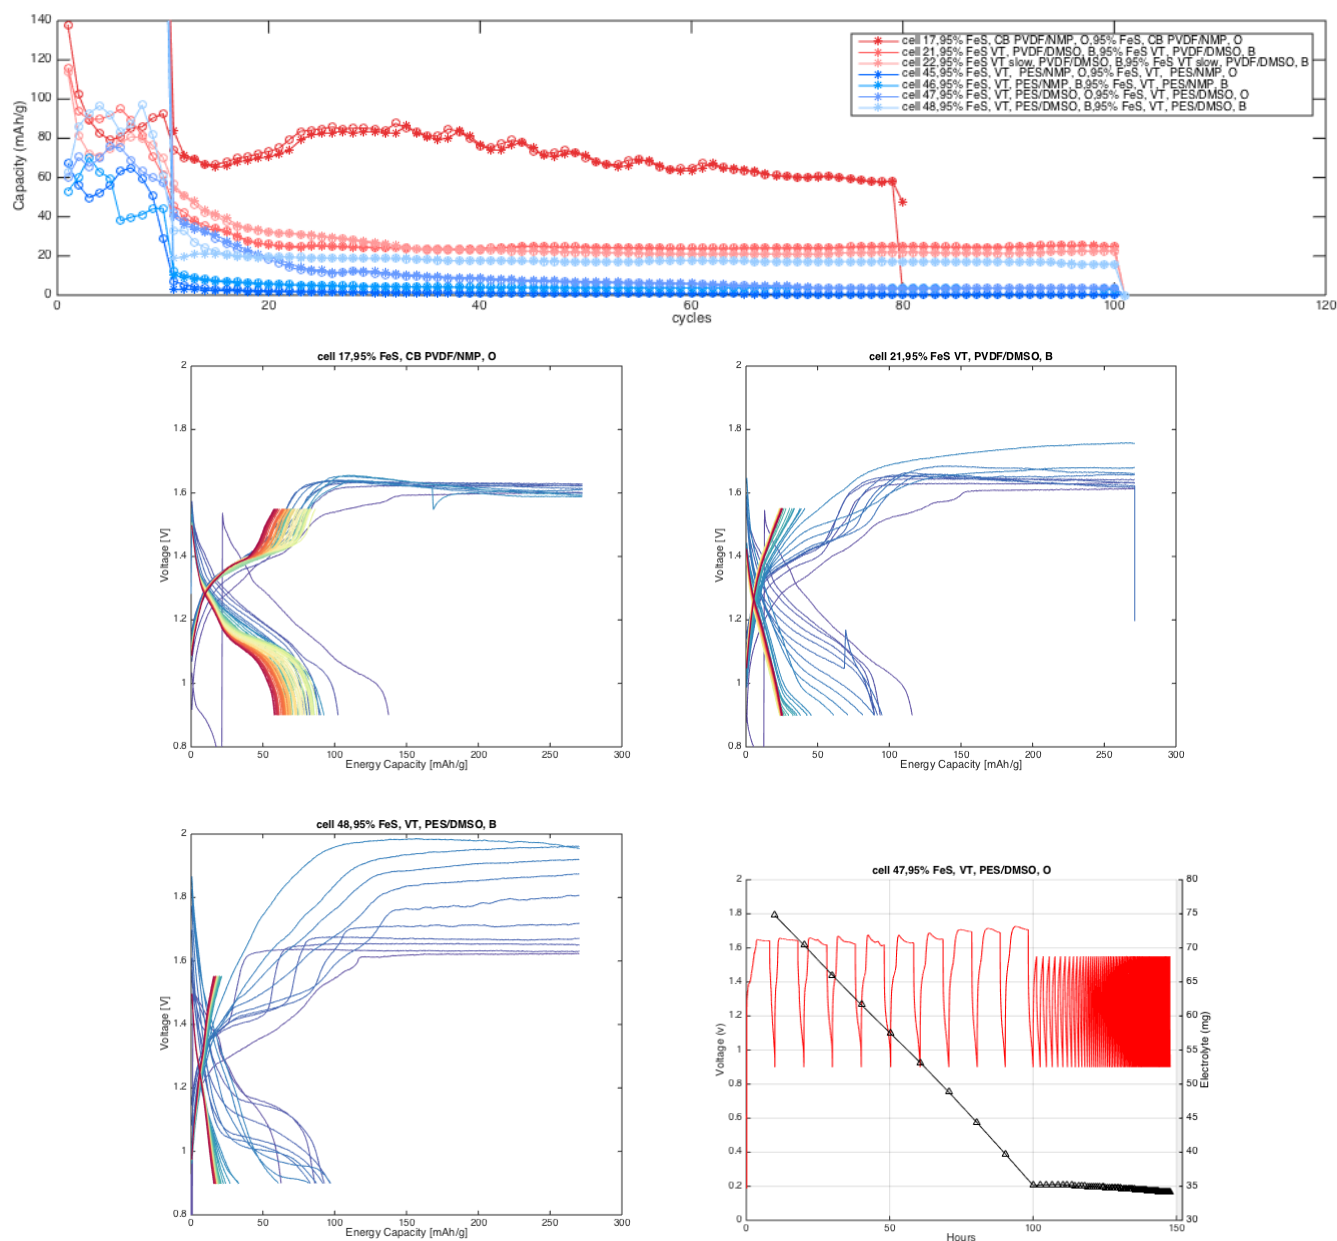 140
120
100
80
60
40
20
0
Capacity (mAh/g)
0 20 40 60 80 100 120
cycles
cell 17,95% FeS, CB PVDF/NMP, O,95% FeS, CB PVDF/NMP, O
cell 21,95% FeS VT, PVDF/DMSO, B,95% FeS VT, PVDF/DMSO, B
cell 22,95% FeS VT slow, PVDF/DMSO, B,95% FeS VT slow, PVDF/DMSO, B
cell 45,95% FeS, VT, PES/NMP, O,95% FeS, VT, PES/NMP, O
cell 46,95% FeS, VT, PES/NMP, B,95% FeS, VT, PES/NMP, B
cell 47,95% FeS, VT, PES/DMSO, O,95% FeS, VT, PES/DMSO, O
cell 48,95% FeS, VT, PES/DMSO, B,95% FeS, VT, PES/DMSO, B
cell 17,95% FeS, CB PVDF/NMP, O
2
1.8
1.6
1.4
1.2
1
0.8
Voltage [V]
0 50 100 150 200 250 300
Energy Capacity [mAh/g]
cell 21,95% FeS VT, PVDF/DMSO, B
2
1.8
1.6
1.4
1.2
1
0.8
Voltage [V]
0 50 100 150 200 250 300
Energy Capacity [mAh/g]
cell 48,95% FeS, VT, PES/DMSO, B
2
1.8
1.6
1.4
1.2
1
0.8
Voltage [V]
0 50 100 150 200 250 300
Energy Capacity [mAh/g]
cell 47,95% FeS, VT, PES/DMSO, O
2
1.8
1.6
1.4
1.2
1
0.8
0.6
0.4
0.2
0
Voltage (v)
0 50 100 150
Hours
80
75
70
65
60
55
50
45
40
35
30
Electrolyte (mg)